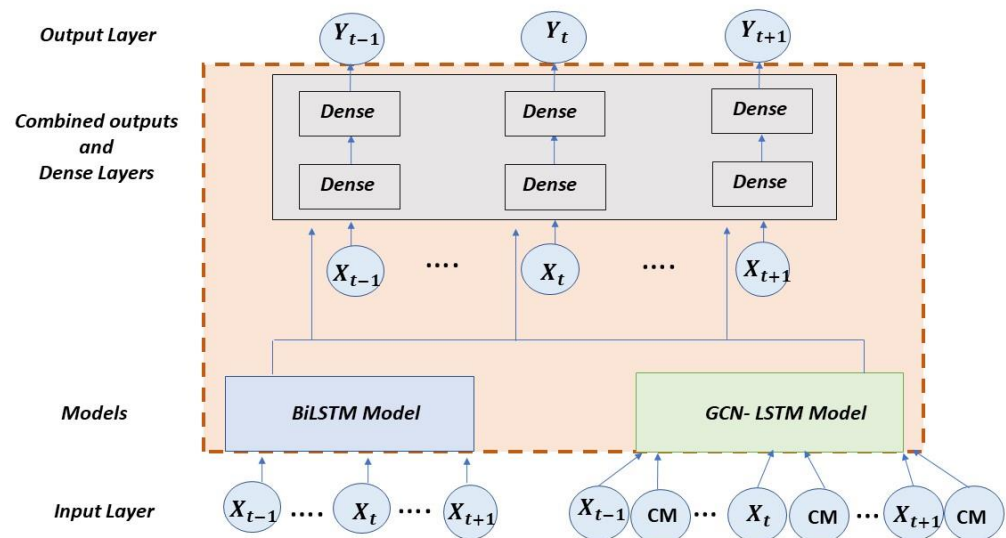 Output Layer
Y_{t-1} Y_t Y_{t+1}
Combined outputs
and
Dense Layers
Dense Dense Dense
Dense Dense Dense
X_{t-1} .... X_t .... X_{t+1}
Models
BiLSTM Model
GCN- LSTM Model
Input Layer
X_{t-1} .... X_t .... X_{t+1}
X_{t-1} CM ... X_t CM ... X_{t+1} CM